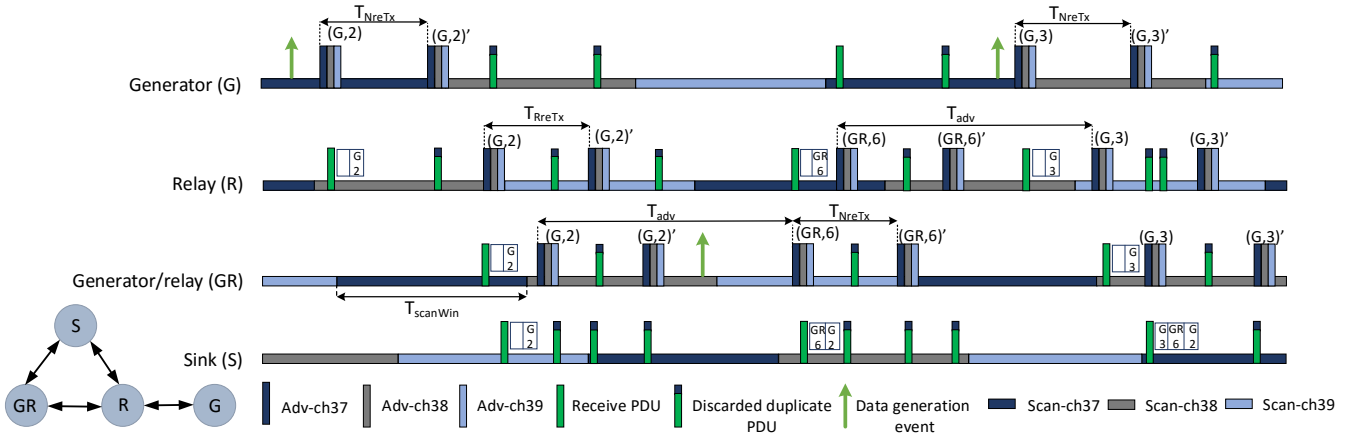 T_NreTx T_NreTx
(G,2) (G,2)' (G,3) (G,3)'
Generator (G)
T_RreTx T_adv
(G,2) (G,2)' (GR,6) (GR,6)' (G,3) (G,3)'
G 2 GR 6 G 3
Relay (R)
T_adv T_NreTx
(G,2) (G,2)' (GR,6) (GR,6)' (G,3) (G,3)'
G 2 G 3
Generator/relay (GR)
T_scanWin
G 2 GR 6 G 2 G 3 GR 6 G 2
Sink (S)
S
GR R G
Adv-ch37 Adv-ch38 Adv-ch39 Receive PDU Discarded duplicate PDU Data generation event Scan-ch37 Scan-ch38 Scan-ch39